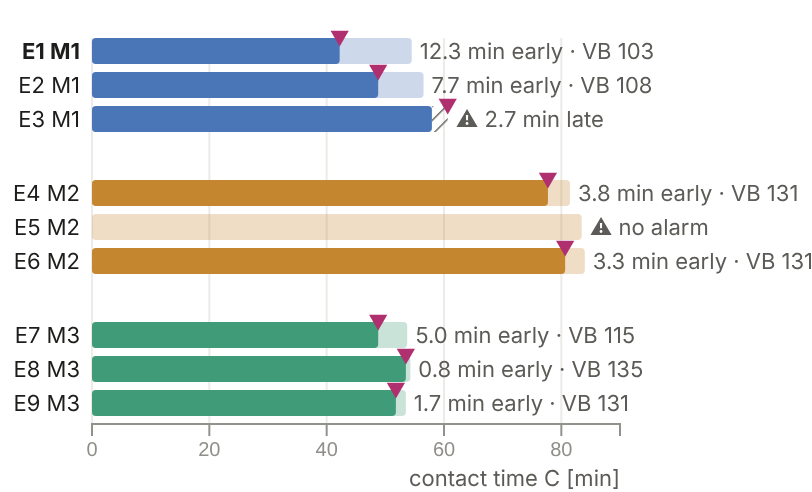 E1 M1 12.3 min early · VB 103
E2 M1 7.7 min early · VB 108
E3 M1 2.7 min late
E4 M2 3.8 min early · VB 131
E5 M2 no alarm
E6 M2 3.3 min early · VB 131
E7 M3 5.0 min early · VB 115
E8 M3 0.8 min early · VB 135
E9 M3 1.7 min early · VB 131
0 20 40 60 80
contact time C [min]